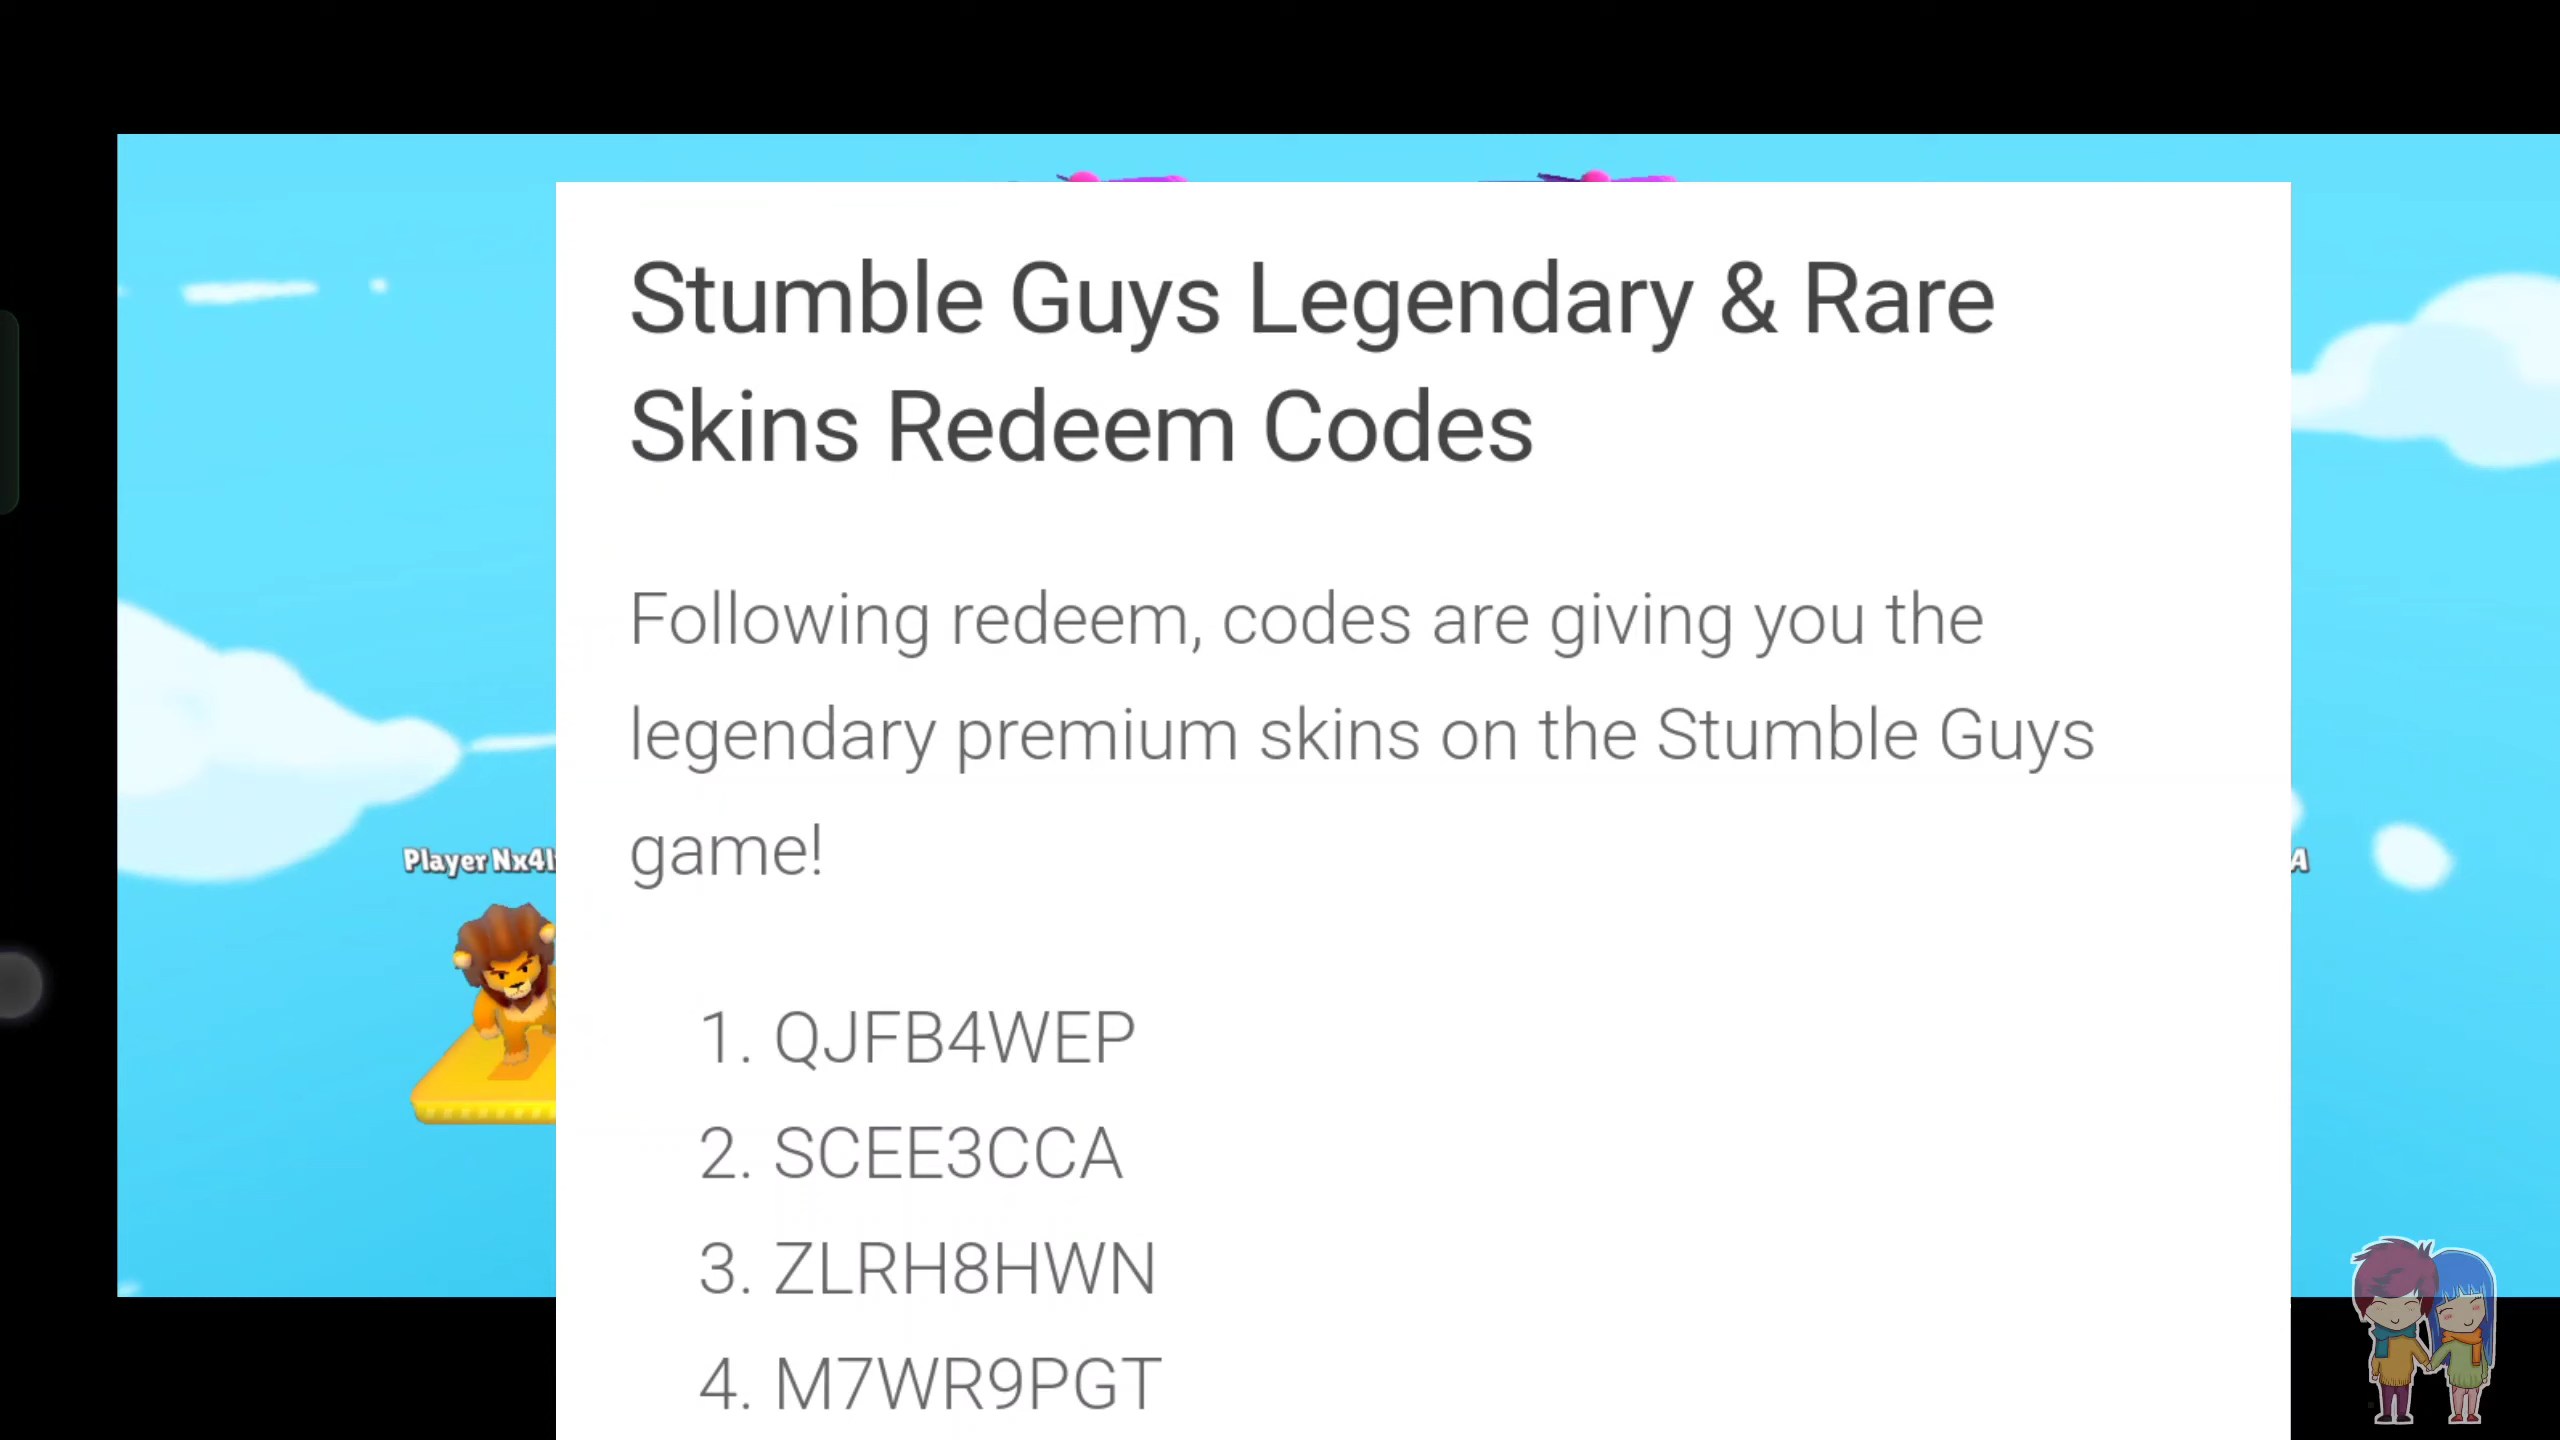 Stumble Guys Legendary & Rare
Skins Redeem Codes
Following redeem, codes are giving you the
legendary premium skins on the Stumble Guys
game!
Player
1. QJFB4WEP
2. SCEE3CCA
3. ZLRH8HWN
4. M7WR9PGT